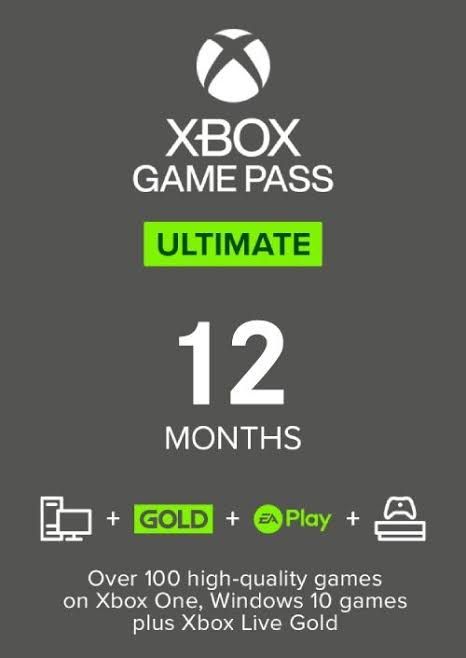 XBOX
GAME PASS
ULTIMATE
12
MONTHS
+ GOLD + EA Play +
Over 100 high-quality games
on Xbox One, Windows 10 games
plus Xbox Live Gold